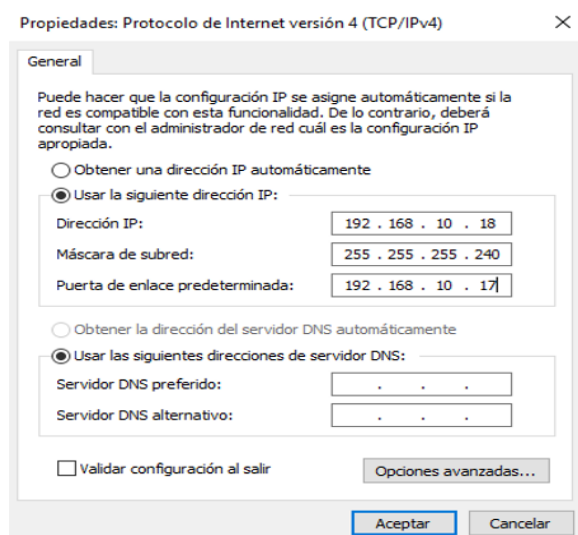 Propiedades: Protocolo de Internet versión 4 (TCP/IPv4)
General
Puede hacer que la configuración IP se asigne automáticamente si la
red es compatible con esta funcionalidad. De lo contrario, deberá
consultar con el administrador de red cuál es la configuración IP
apropiada.
Obtener una dirección IP automáticamente
Usar la siguiente dirección IP:
Dirección IP: 192 . 168 . 10 . 18
Máscara de subred: 255 . 255 . 255 . 240
Puerta de enlace predeterminada: 192 . 168 . 10 . 17
Obtener la dirección del servidor DNS automáticamente
Usar las siguientes direcciones de servidor DNS:
Servidor DNS preferido: . . .
Servidor DNS alternativo: . . .
Validar configuración al salir
Opciones avanzadas...
Aceptar Cancelar